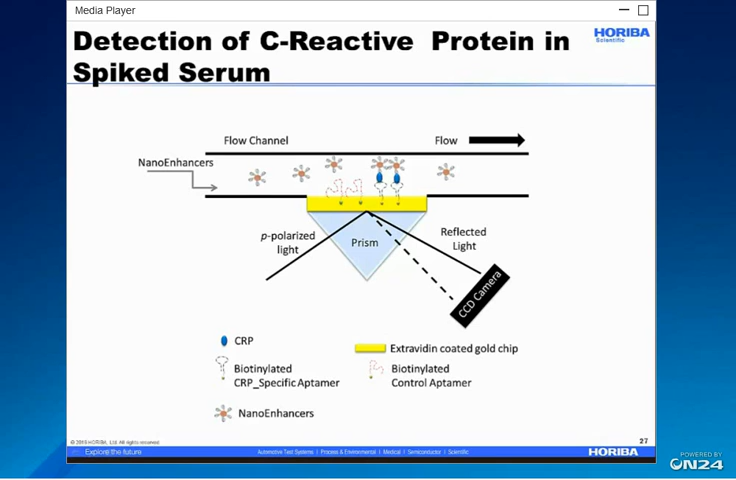 Media Player
Detection of C-Reactive Protein in
Spiked Serum
HORIBA
Scientific
Flow Channel
Flow
NanoEnhancers
p-polarized
light
Prism
Reflected
Light
CCD Camera
CRP
Extravidin coated gold chip
Biotinylated
CRP_Specific Aptamer
Biotinylated
Control Aptamer
NanoEnhancers
27
Explore the future
Automotive Test Systems | Process & Environmental | Medical | Semiconductor | Scientific
HORIBA
POWERED BY
ON24